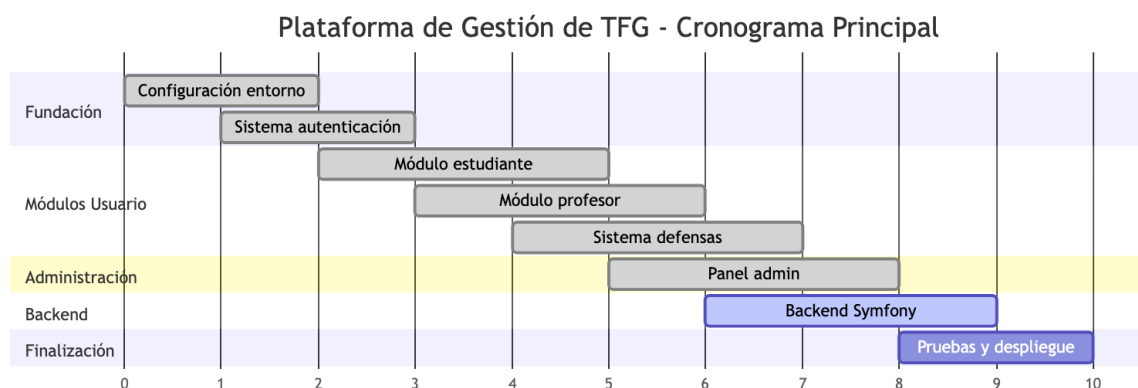 Plataforma de Gestión de TFG - Cronograma Principal
Fundación
Configuración entorno
Sistema autenticación
Módulos Usuario
Módulo estudiante
Módulo profesor
Sistema defensas
Administración
Panel admin
Backend
Backend Symfony
Finalización
Pruebas y despliegue
0 1 2 3 4 5 6 7 8 9 10